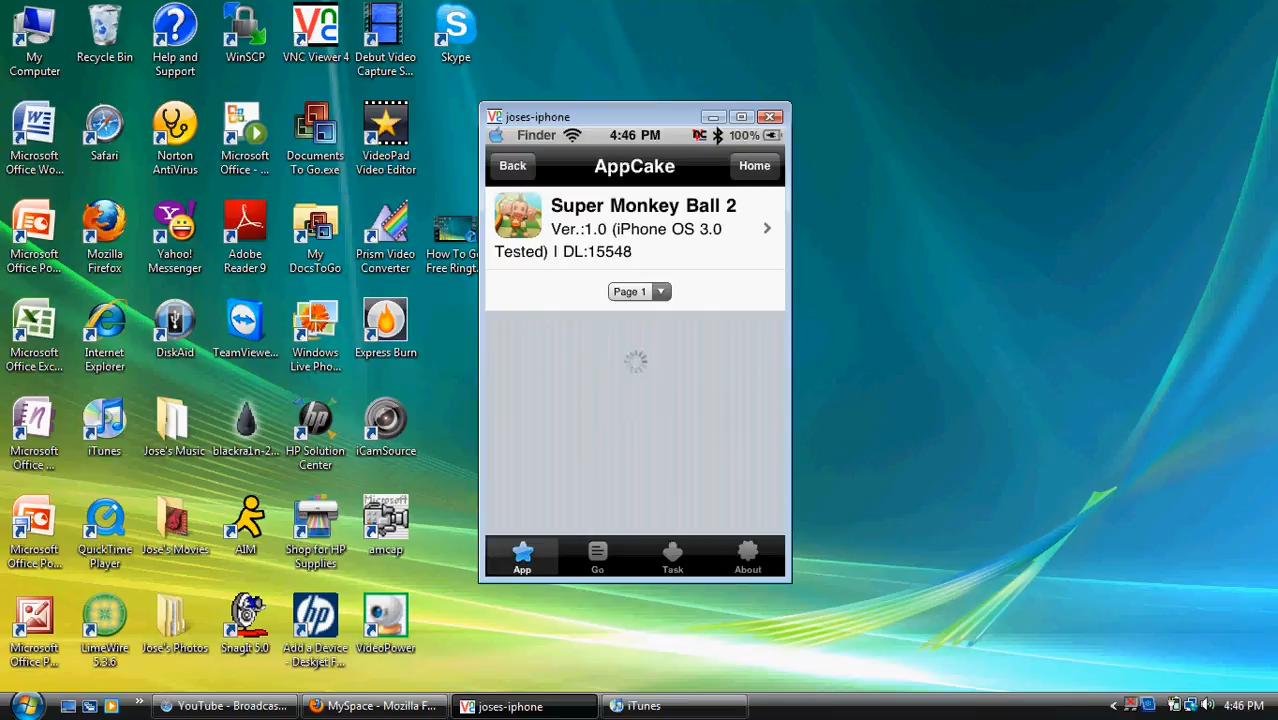 My
Computer
Recycle Bin
Help and
Support
WinSCP
VNC Viewer 4
Debut Video
Capture S...
Skype
Microsoft
Office Wo...
Safari
Norton
AntiVirus
Microsoft
Office - ...
Documents
To Go.exe
VideoPad
Video Editor
Microsoft
Office Po...
Mozilla
Firefox
Yahoo!
Messenger
Adobe
Reader 9
My
DocsToGo
Prism Video
Converter
How To G
Free Ringt
Microsoft
Office Exc...
Internet
Explorer
DiskAid
TeamViewe...
Windows
Live Pho...
Express Burn
Microsoft
Office ...
iTunes
Jose's Music
blackra1n-2...
HP Solution
Center
iCamSource
Microsoft
Office Po...
QuickTime
Player
Jose's Movies
AIM
Shop for HP
Supplies
Microsoft
amcap
Microsoft
Office P...
LimeWire
5.3.6
Jose's Photos
SnagIt 5.0
Add a Device
- Deskjet F...
VideoPower
joses-iphone
Finder
4:46 PM
100%
Back
AppCake
Home
Super Monkey Ball 2
Ver.:1.0 (iPhone OS 3.0
Tested) | DL:15548
Page 1
App
Go
Task
About
YouTube - Broadcas...
MySpace - Mozilla F...
joses-iphone
iTunes
4:46 PM